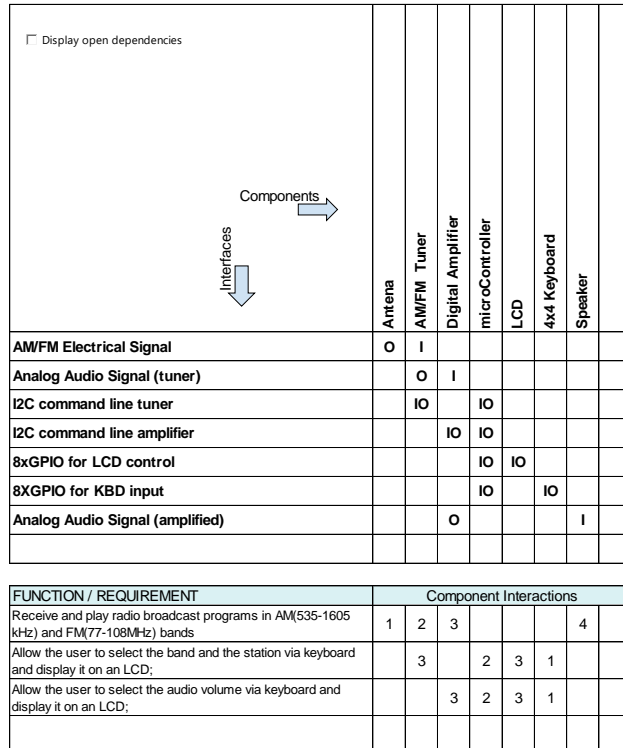 Display open dependencies
Components
Interfaces
Antena
AM/FM Tuner
Digital Amplifier
microController
LCD
4x4 Keyboard
Speaker
AM/FM Electrical Signal O I
Analog Audio Signal (tuner) O I
I2C command line tuner IO IO
I2C command line amplifier IO IO
8xGPIO for LCD control IO IO
8XGPIO for KBD input IO IO
Analog Audio Signal (amplified) O I
FUNCTION / REQUIREMENT Component Interactions
Receive and play radio broadcast programs in AM(535-1605
kHz) and FM(77-108MHz) bands 1 2 3 4
Allow the user to select the band and the station via keyboard
and display it on an LCD; 3 2 3 1
Allow the user to select the audio volume via keyboard and
display it on an LCD; 3 2 3 1